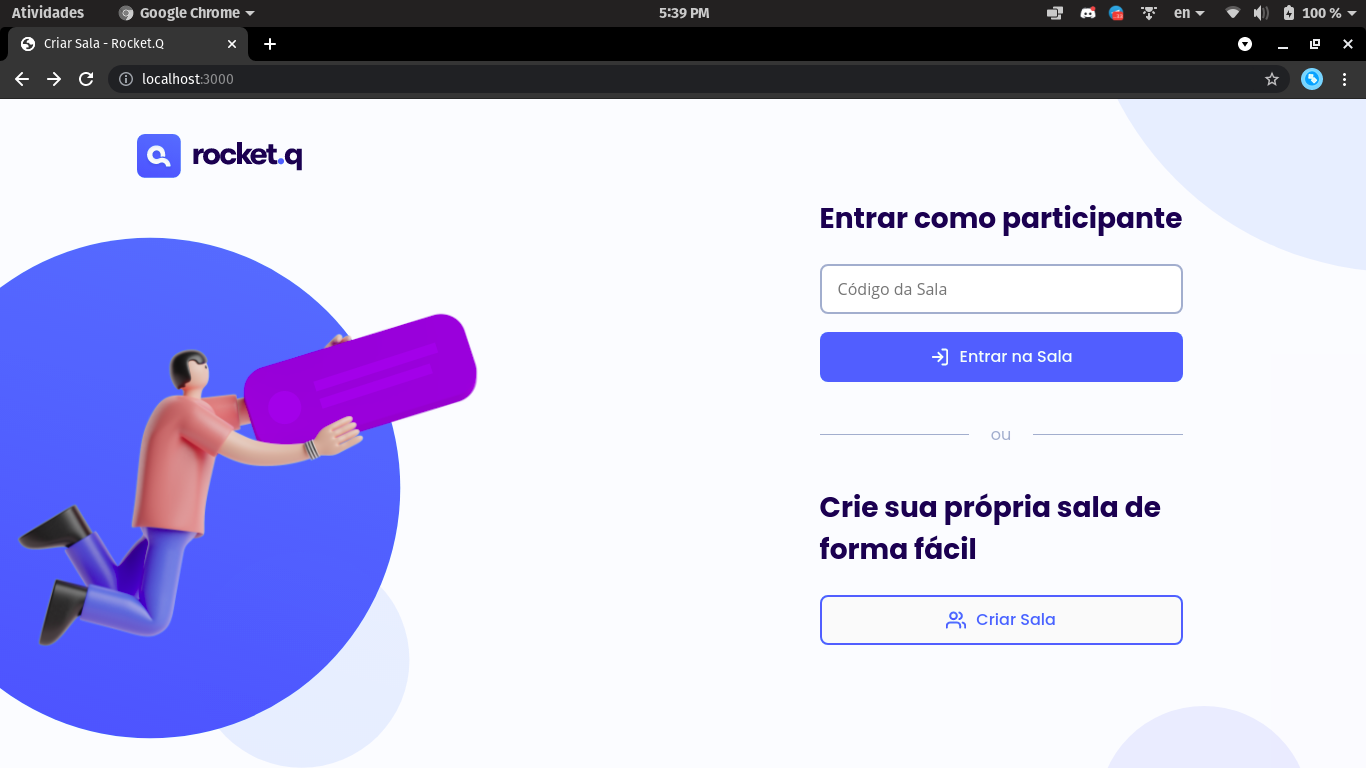 Atividades
Google Chrome
5:39 PM
en
100 %
Criar Sala - Rocket.Q
localhost:3000
rocket.q
Entrar como participante
Código da Sala
Entrar na Sala
ou
Crie sua própria sala de
forma fácil
Criar Sala